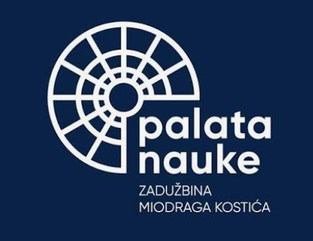 palata
nauke
ZADUŽBINA
MIODRAGA KOSTIĆA